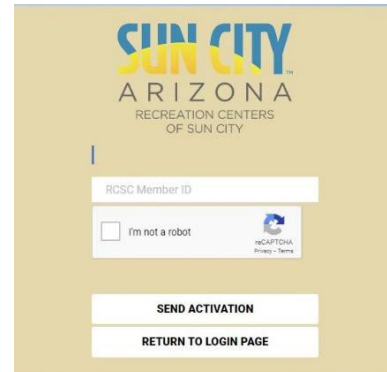 SUN CITY™
ARIZONA
RECREATION CENTERS
OF SUN CITY
RCSC Member ID
I'm not a robot
reCAPTCHA
Privacy - Terms
SEND ACTIVATION
RETURN TO LOGIN PAGE